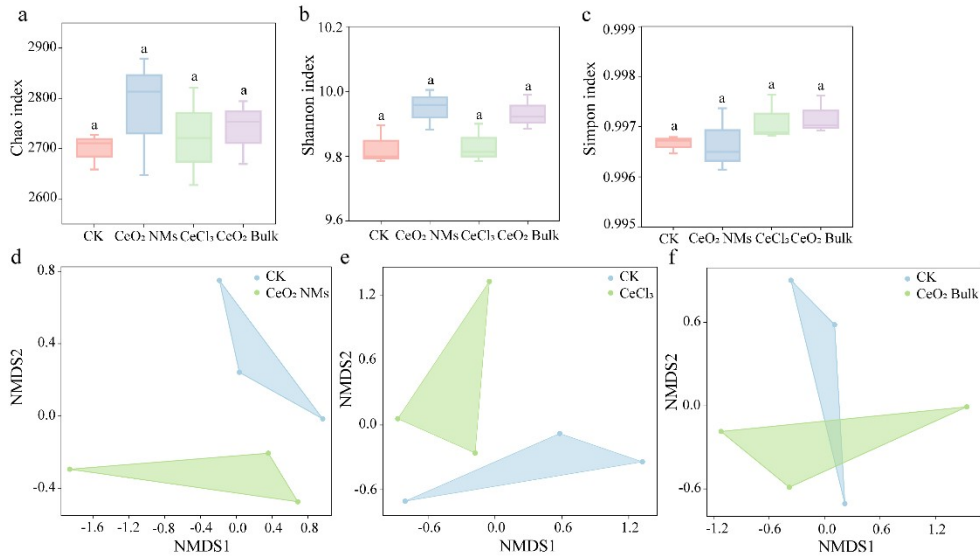 a
Chao index
2900
2800
2700
2600
a
a
a
a
CK
CeO₂ NMs
CeCl₃
CeO₂ Bulk
b
Shannon index
10.2
10.0
9.8
9.6
a
a
a
a
CK
CeO₂ NMs
CeCl₃
CeO₂ Bulk
c
Simpon index
0.999
0.998
0.997
0.996
0.995
a
a
a
a
CK
CeO₂ NMs
CeCl₃
CeO₂ Bulk
d
CK
CeO₂ NMs
NMDS2
0.8
0.4
0.0
-0.4
-1.6
-1.2
-0.8
-0.4
0.0
0.4
0.8
NMDS1
e
CK
CeCl₃
NMDS2
1.2
0.6
0.0
-0.6
-0.6
0.0
0.6
1.2
NMDS1
f
CK
CeO₂ Bulk
NMDS2
0.6
0.0
-0.6
-1.2
-0.6
0.0
0.6
1.2
NMDS1